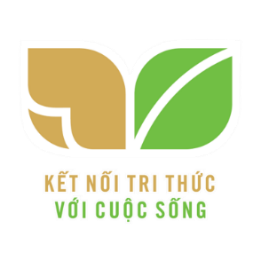 KẾT NỐI TRI THỨC
VỚI CUỘC SỐNG